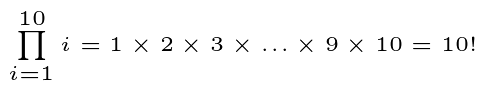 ∏_{i=1}^{10} i = 1 × 2 × 3 × ... × 9 × 10 = 10!